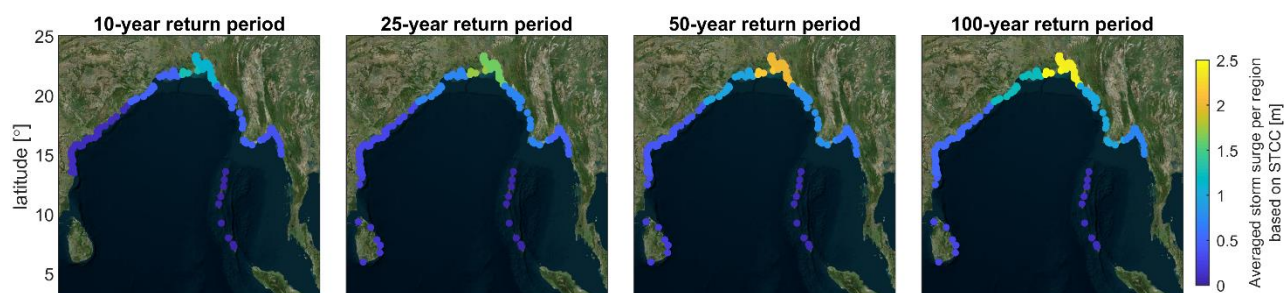 10-year return period
25-year return period
50-year return period
100-year return period
25
20
15
10
5
latitude [°]
2.5
2
1.5
1
0.5
0
Averaged storm surge per region
based on STCC [m]